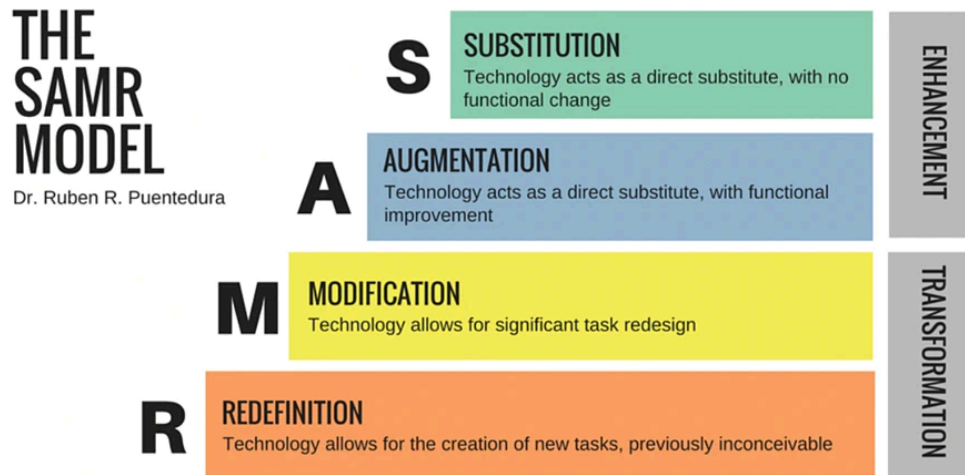 THE
SAMR
MODEL
Dr. Ruben R. Puentedura
S
SUBSTITUTION
Technology acts as a direct substitute, with no
functional change
A
AUGMENTATION
Technology acts as a direct substitute, with functional
improvement
ENHANCEMENT
M
MODIFICATION
Technology allows for significant task redesign
R
REDEFINITION
Technology allows for the creation of new tasks, previously inconceivable
TRANSFORMATION